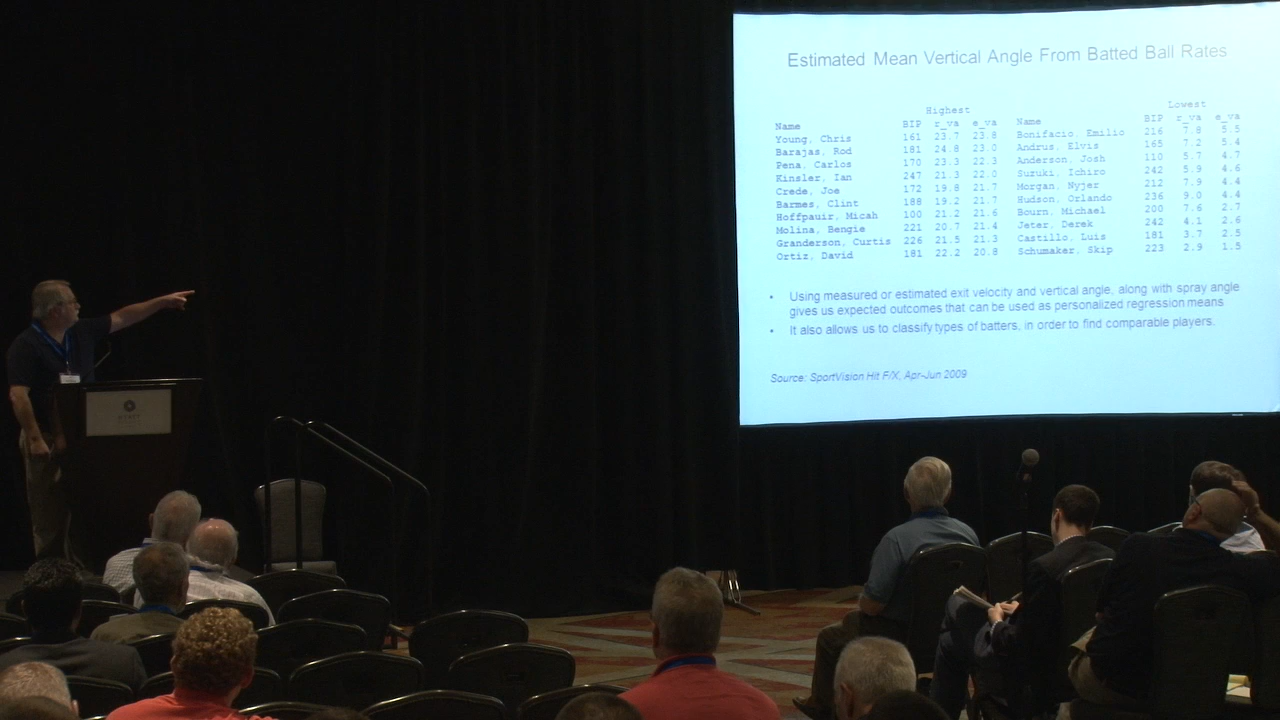 Estimated Mean Vertical Angle From Batted Ball Rates
Highest Lowest
Name BIP r_va e_va Name BIP r_va e_va
Young, Chris 161 23.7 23.8 Bonifacio, Emilio 216 7.8 5.5
Barajas, Rod 181 24.8 23.0 Andrus, Elvis 165 7.2 5.4
Pena, Carlos 170 23.3 22.3 Anderson, Josh 110 5.7 4.7
Kinsler, Ian 247 21.3 22.0 Suzuki, Ichiro 242 5.9 4.6
Crede, Joe 172 19.8 21.7 Morgan, Nyjer 212 7.9 4.4
Barmes, Clint 188 19.2 21.7 Hudson, Orlando 236 9.0 4.4
Hoffpauir, Micah 100 21.2 21.6 Bourn, Michael 200 7.6 2.7
Molina, Bengie 221 20.7 21.4 Jeter, Derek 242 4.1 2.6
Granderson, Curtis 226 21.5 21.3 Castillo, Luis 181 3.7 2.5
Ortiz, David 181 22.2 20.8 Schumaker, Skip 223 2.9 1.5
• Using measured or estimated exit velocity and vertical angle, along with spray angle
gives us expected outcomes that can be used as personalized regression means
• It also allows us to classify types of batters, in order to find comparable players.
Source: SportVision Hit F/X, Apr-Jun 2009